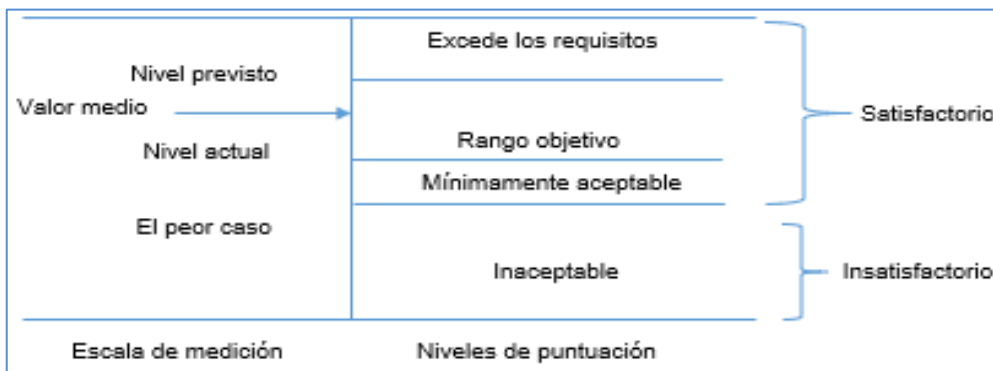 Excede los requisitos
Nivel previsto
Valor medio
Satisfactorio
Rango objetivo
Nivel actual
Mínimamente aceptable
El peor caso
Inaceptable
Insatisfactorio
Escala de medición
Niveles de puntuación